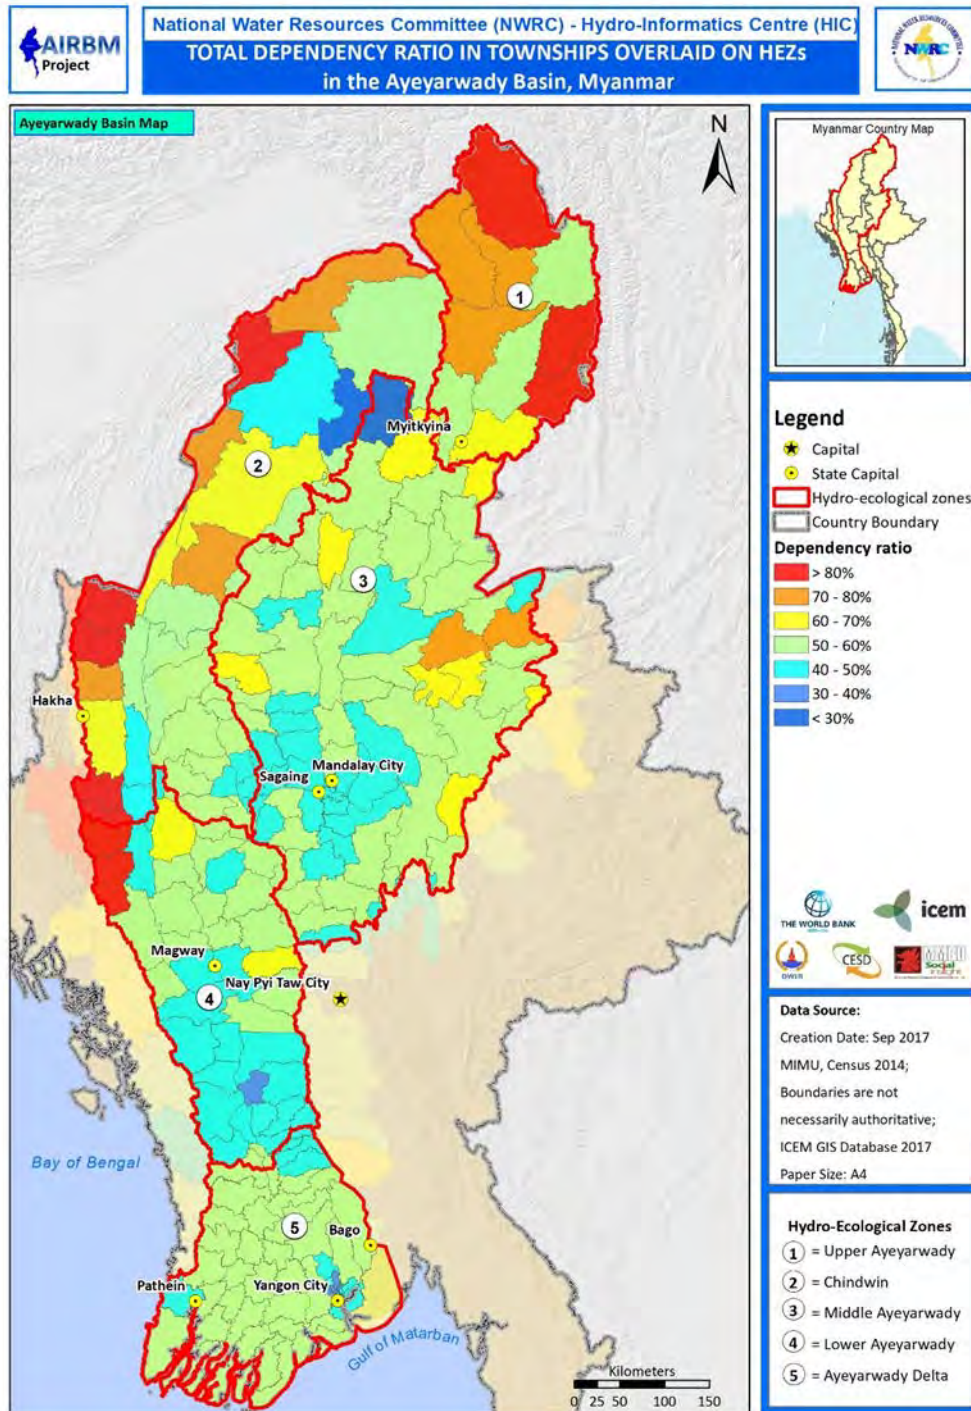 AIRBM
Project
National Water Resources Committee (NWRC) - Hydro-Informatics Centre (HIC)
TOTAL DEPENDENCY RATIO IN TOWNSHIPS OVERLAID ON HEZs
in the Ayeyarwady Basin, Myanmar
NWRC
Ayeyarwady Basin Map
N
Myanmar Country Map
1
Myitkyina
2
3
Hakha
Mandalay City
Sagaing
Magway
Nay Pyi Taw City
4
Bay of Bengal
5
Bago
Pathein
Yangon City
Gulf of Matarban
Kilometers
0 25 50 100 150
Legend
Capital
State Capital
Hydro-ecological zones
Country Boundary
Dependency ratio
> 80%
70 - 80%
60 - 70%
50 - 60%
40 - 50%
30 - 40%
< 30%
THE WORLD BANK
icem
CESD
Data Source:
Creation Date: Sep 2017
MIMU, Census 2014;
Boundaries are not
necessarily authoritative;
ICEM GIS Database 2017
Paper Size: A4
Hydro-Ecological Zones
1 = Upper Ayeyarwady
2 = Chindwin
3 = Middle Ayeyarwady
4 = Lower Ayeyarwady
5 = Ayeyarwady Delta